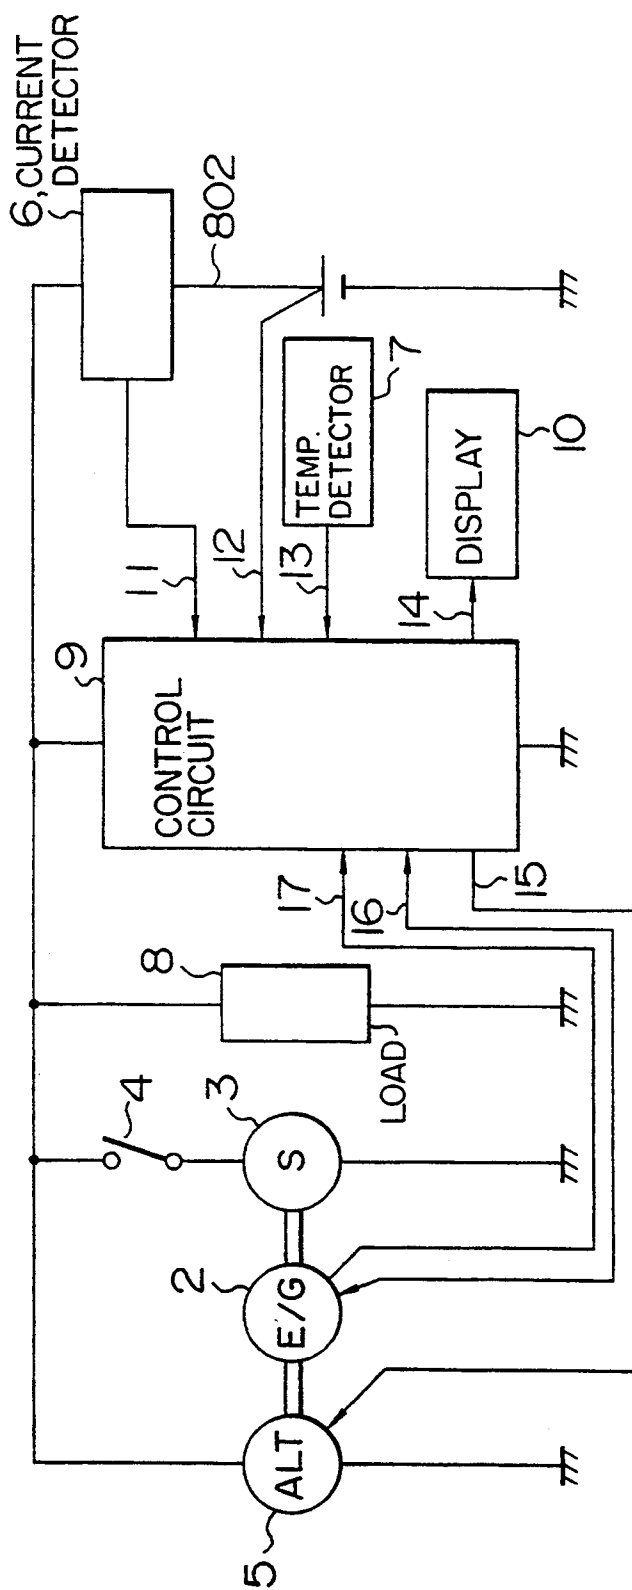 6, CURRENT
DETECTOR
802
11
12
TEMP.
DETECTOR
7
13
DISPLAY
10
14
9
CONTROL
CIRCUIT
17
16
15
8
LOAD
4
3
S
2
E/G
ALT
5